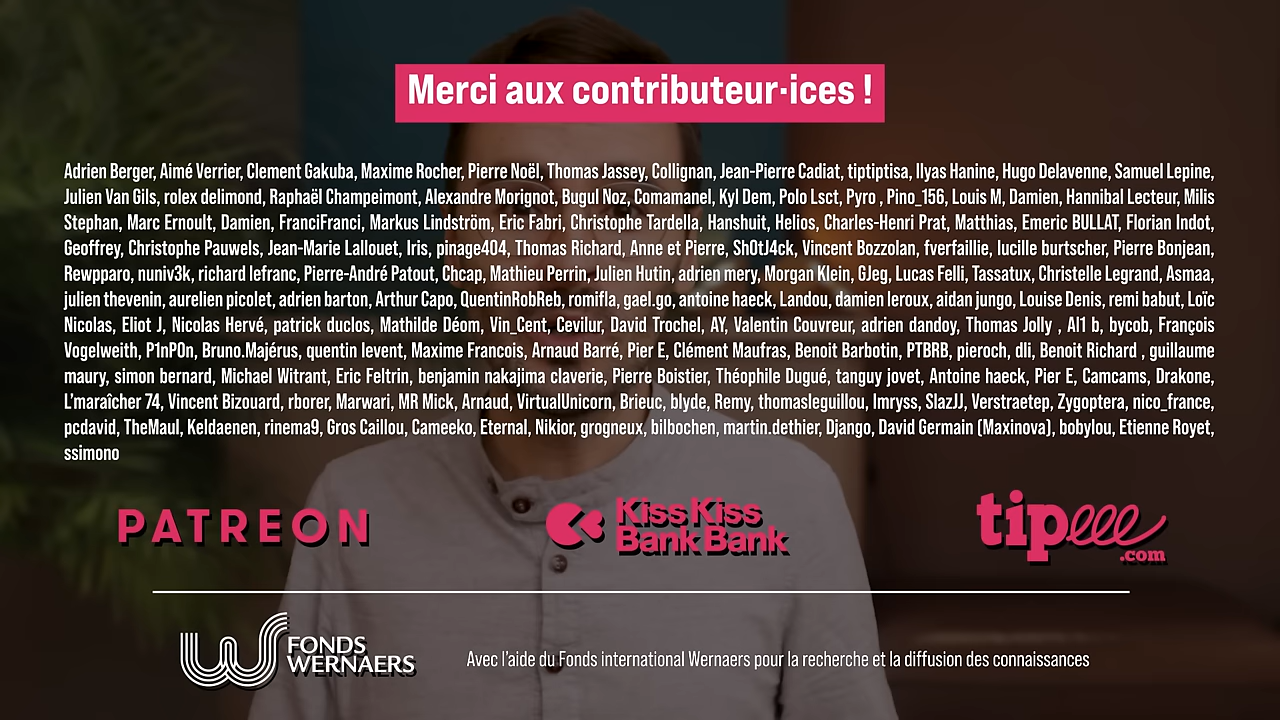 Merci aux contributeur·ices !
Adrien Berger, Aimé Verrier, Clement Gakuba, Maxime Rocher, Pierre Noël, Thomas Jassey, Collignan, Jean-Pierre Cadiat, tiptiptisa, Ilyas Hanine, Hugo Delavenne, Samuel Lepine,
Julien Van Gils, rolex delimond, Raphaël Champeimont, Alexandre Morignot, Bugul Noz, Comamanel, Kyl Dem, Polo Lsct, Pyro , Pino_156, Louis M, Damien, Hannibal Lecteur, Milis
Stephan, Marc Ernoult, Damien, FranciFranci, Markus Lindström, Eric Fabri, Christophe Tardella, Hanshuit, Helios, Charles-Henri Prat, Matthias, Emeric BULLAT, Florian Indot,
Geoffrey, Christophe Pauwels, Jean-Marie Lallouet, Iris, pinage404, Thomas Richard, Anne et Pierre, Sh0tJ4ck, Vincent Bozzolan, fverfaillie, lucille burtscher, Pierre Bonjean,
Rewpparo, nuniv3k, richard lefranc, Pierre-André Patout, Chcap, Mathieu Perrin, Julien Hutin, adrien mery, Morgan Klein, GJeg, Lucas Felli, Tassatux, Christelle Legrand, Asmaa,
julien thevenin, aurelien picolet, adrien barton, Arthur Capo, QuentinRobReb, romifla, gael.go, antoine haeck, Landou, damien leroux, aidan jungo, Louise Denis, remi babut, Loïc
Nicolas, Eliot J, Nicolas Hervé, patrick duclos, Mathilde Déom, Vin_Cent, Cevilur, David Trochel, AY, Valentin Couvreur, adrien dandoy, Thomas Jolly , Al1 b, bycob, François
Vogelweith, P1nP0n, Bruno.Majérus, quentin levent, Maxime Francois, Arnaud Barré, Pier E, Clément Maufras, Benoit Barbotin, PTBRB, pieroch, dli, Benoit Richard , guillaume
maury, simon bernard, Michael Witrant, Eric Feltrin, benjamin nakajima claverie, Pierre Boistier, Théophile Dugué, tanguy jovet, Antoine haeck, Pier E, Camcams, Drakone,
L'maraîcher 74, Vincent Bizouard, rborer, Marwari, MR Mick, Arnaud, VirtualUnicorn, Brieuc, blyde, Remy, thomasleguillou, Imryss, SlazJJ, Verstraetep, Zygoptera, nico_france,
pcdavid, TheMaul, Keldaenen, rinema9, Gros Caillou, Cameeko, Eternal, Nikior, grogneux, bilbochen, martin.dethier, Django, David Germain (Maxinova), bobylou, Etienne Royet,
ssimono
PATREON
KissKiss
BankBank
tipeee
.com
FONDS
WERNAERS
Avec l'aide du Fonds international Wernaers pour la recherche et la diffusion des connaissances